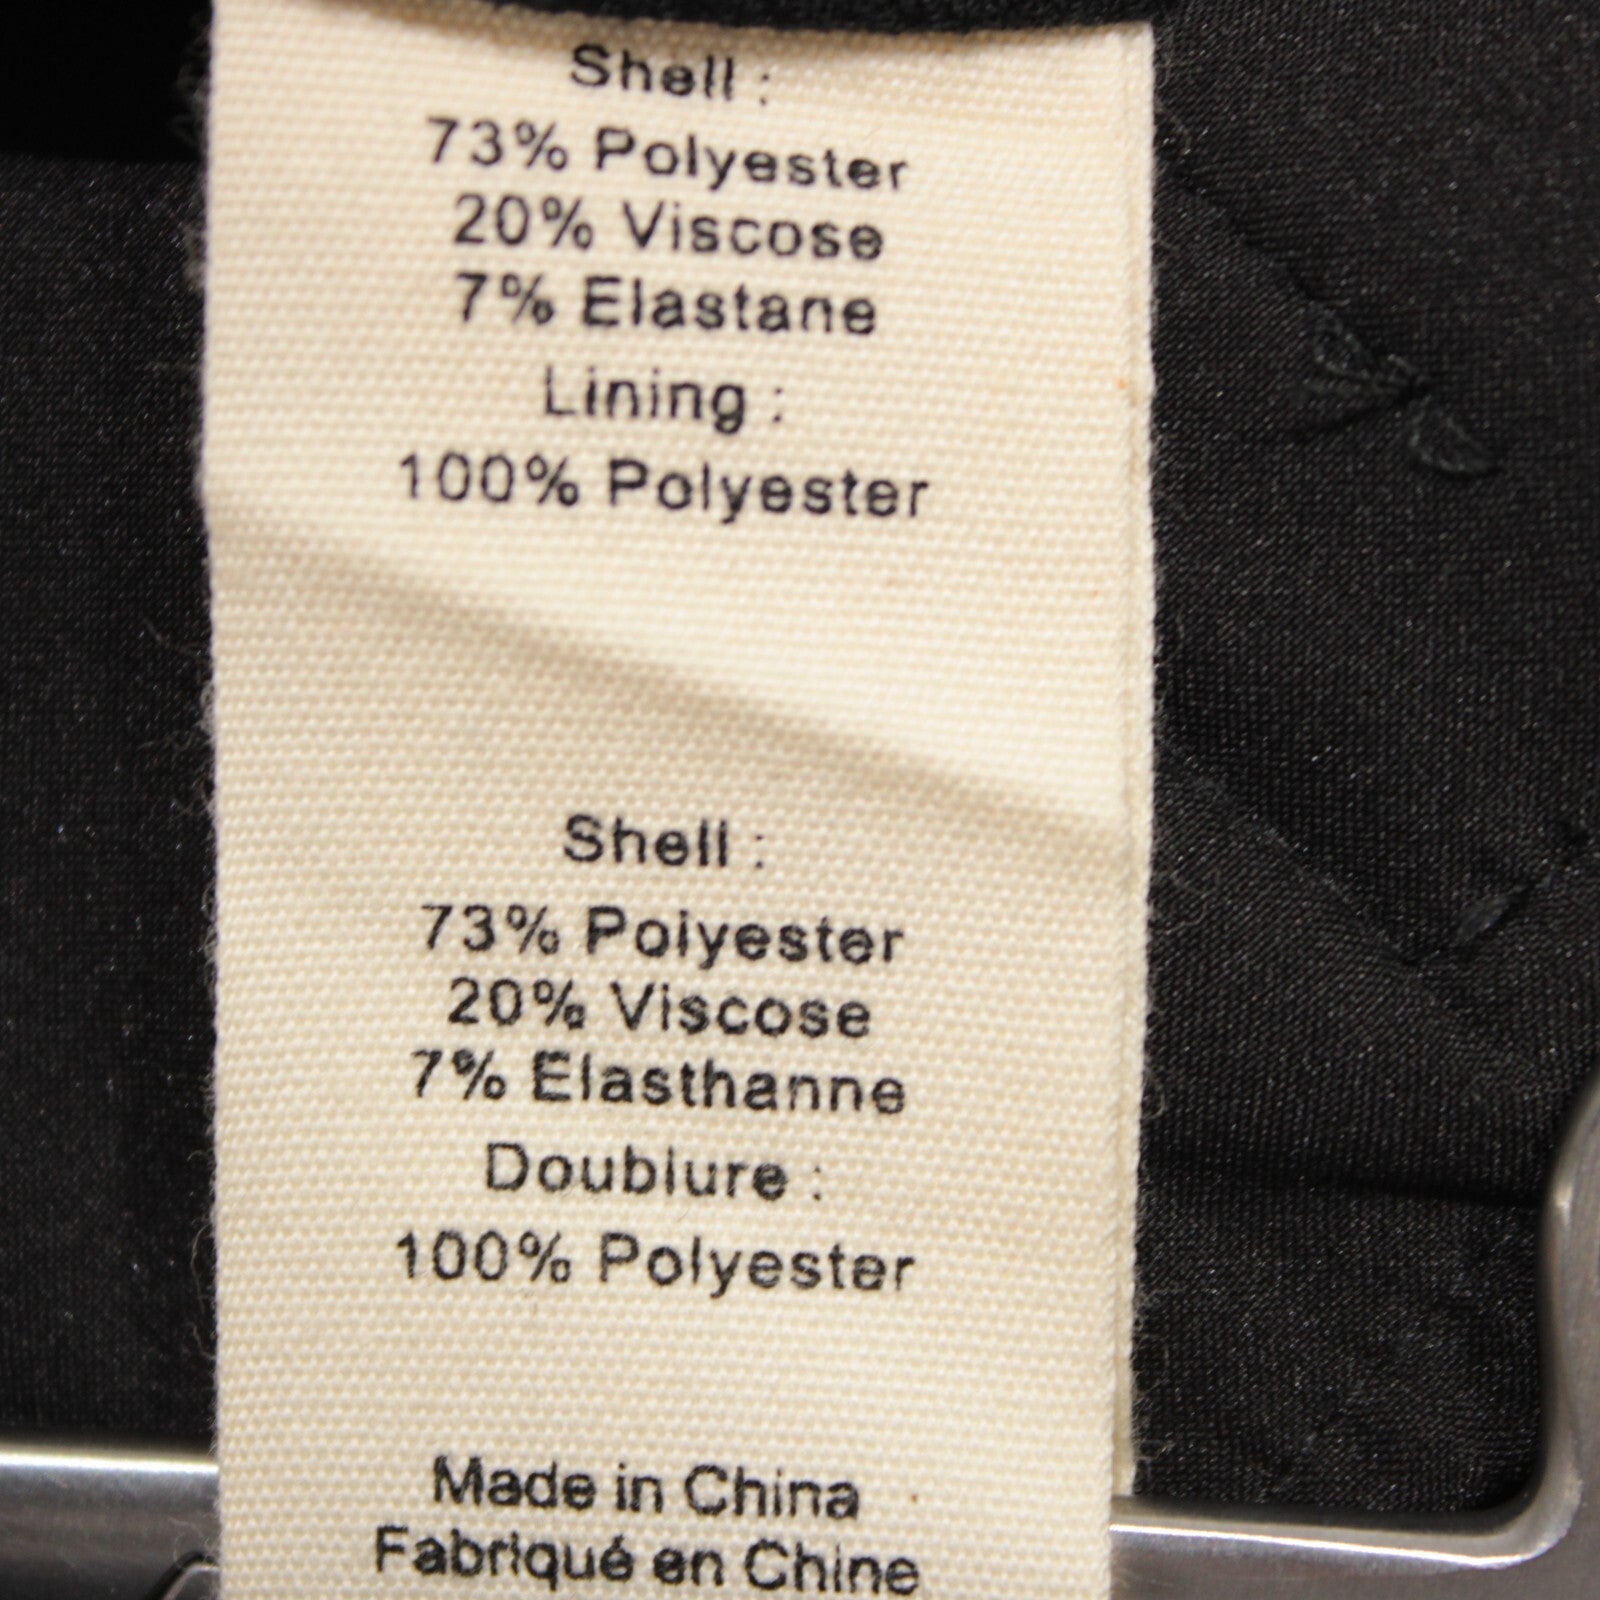 Shell :
73% Polyester
20% Viscose
7% Elastane
Lining :
100% Polyester
Shell :
73% Polyester
20% Viscose
7% Elasthanne
Doublure :
100% Polyester
Made in China
Fabriqué en Chine